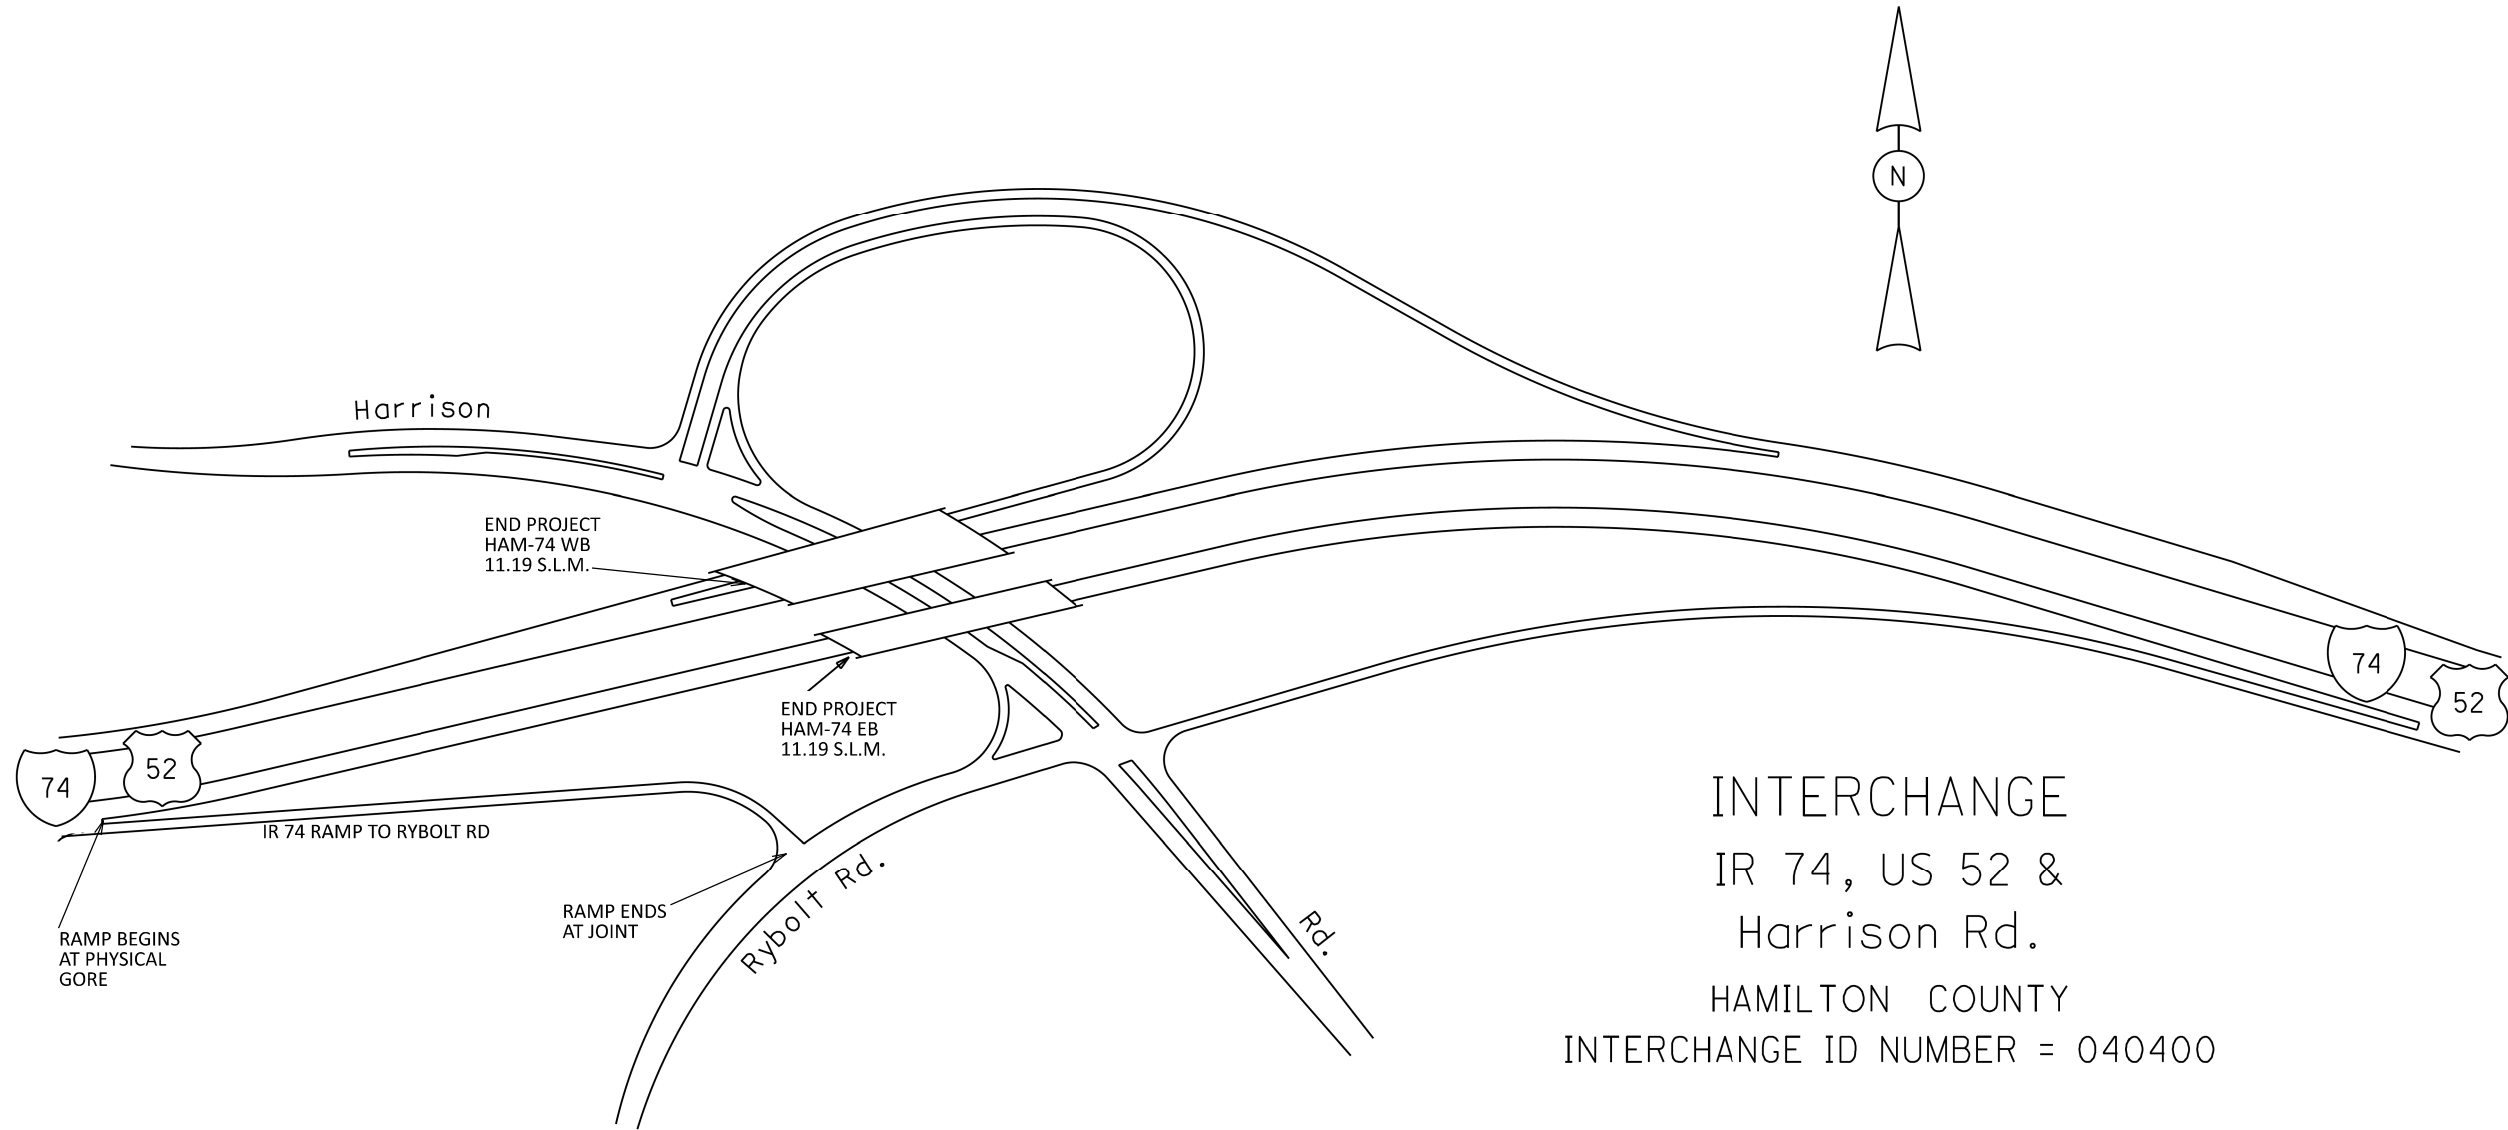 N
Harrison
END PROJECT
HAM-74 WB
11.19 S.L.M.
74
52
74
52
END PROJECT
HAM-74 EB
11.19 S.L.M.
IR 74 RAMP TO RYBOLT RD
RAMP BEGINS
AT PHYSICAL
GORE
RAMP ENDS
AT JOINT
Rybolt Rd.
Rd.
INTERCHANGE
IR 74, US 52 &
Harrison Rd.
HAMILTON COUNTY
INTERCHANGE ID NUMBER = 040400